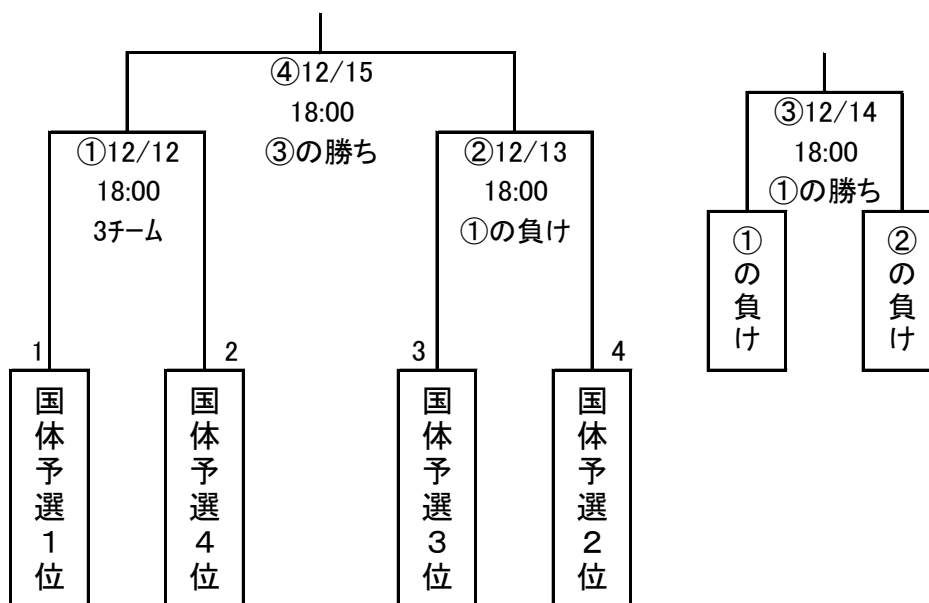 ④12/15
18:00
③の勝ち
①12/12
18:00
3チーム
②12/13
18:00
①の負け
1
2
3
4
国体予選1位
国体予選4位
国体予選3位
国体予選2位
③12/14
18:00
①の勝ち
①の負け
②の負け